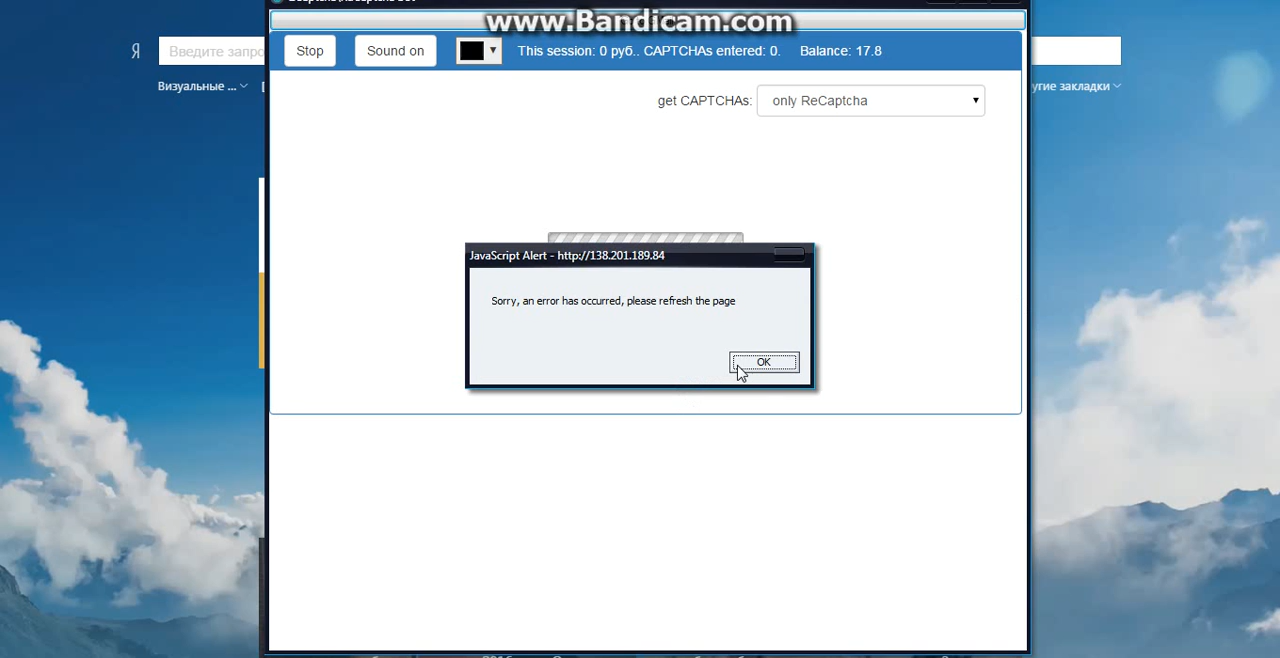 www.Bandicam.com
Я
Введите запро
Stop
Sound on
This session: 0 руб.. CAPTCHAs entered: 0.
Balance: 17.8
Визуальные ...
угие закладки
get CAPTCHAs:
only ReCaptcha
JavaScript Alert - http://138.201.189.84
Sorry, an error has occurred, please refresh the page
OK